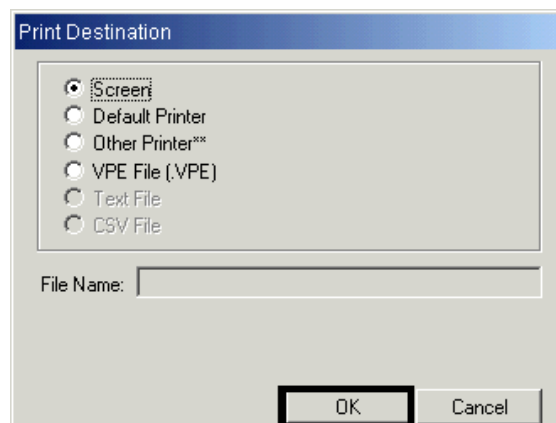 Print Destination
Screen
Default Printer
Other Printer**
VPE File (.VPE)
Text File
CSV File
File Name:
OK Cancel